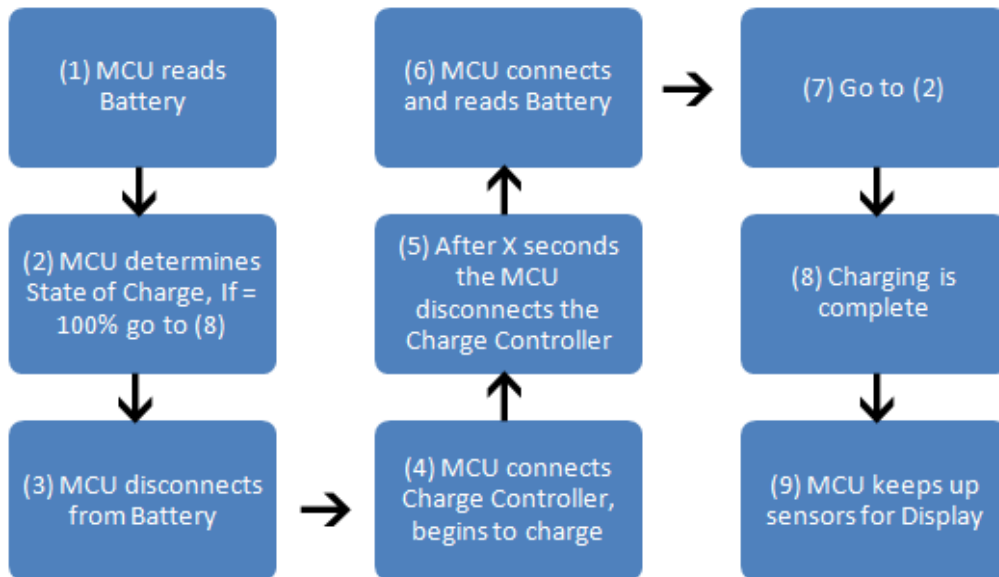 (1) MCU reads
Battery
(2) MCU determines
State of Charge, If =
100% go to (8)
(3) MCU disconnects
from Battery
(4) MCU connects
Charge Controller,
begins to charge
(5) After X seconds
the MCU
disconnects the
Charge Controller
(6) MCU connects
and reads Battery
(7) Go to (2)
(8) Charging is
complete
(9) MCU keeps up
sensors for Display